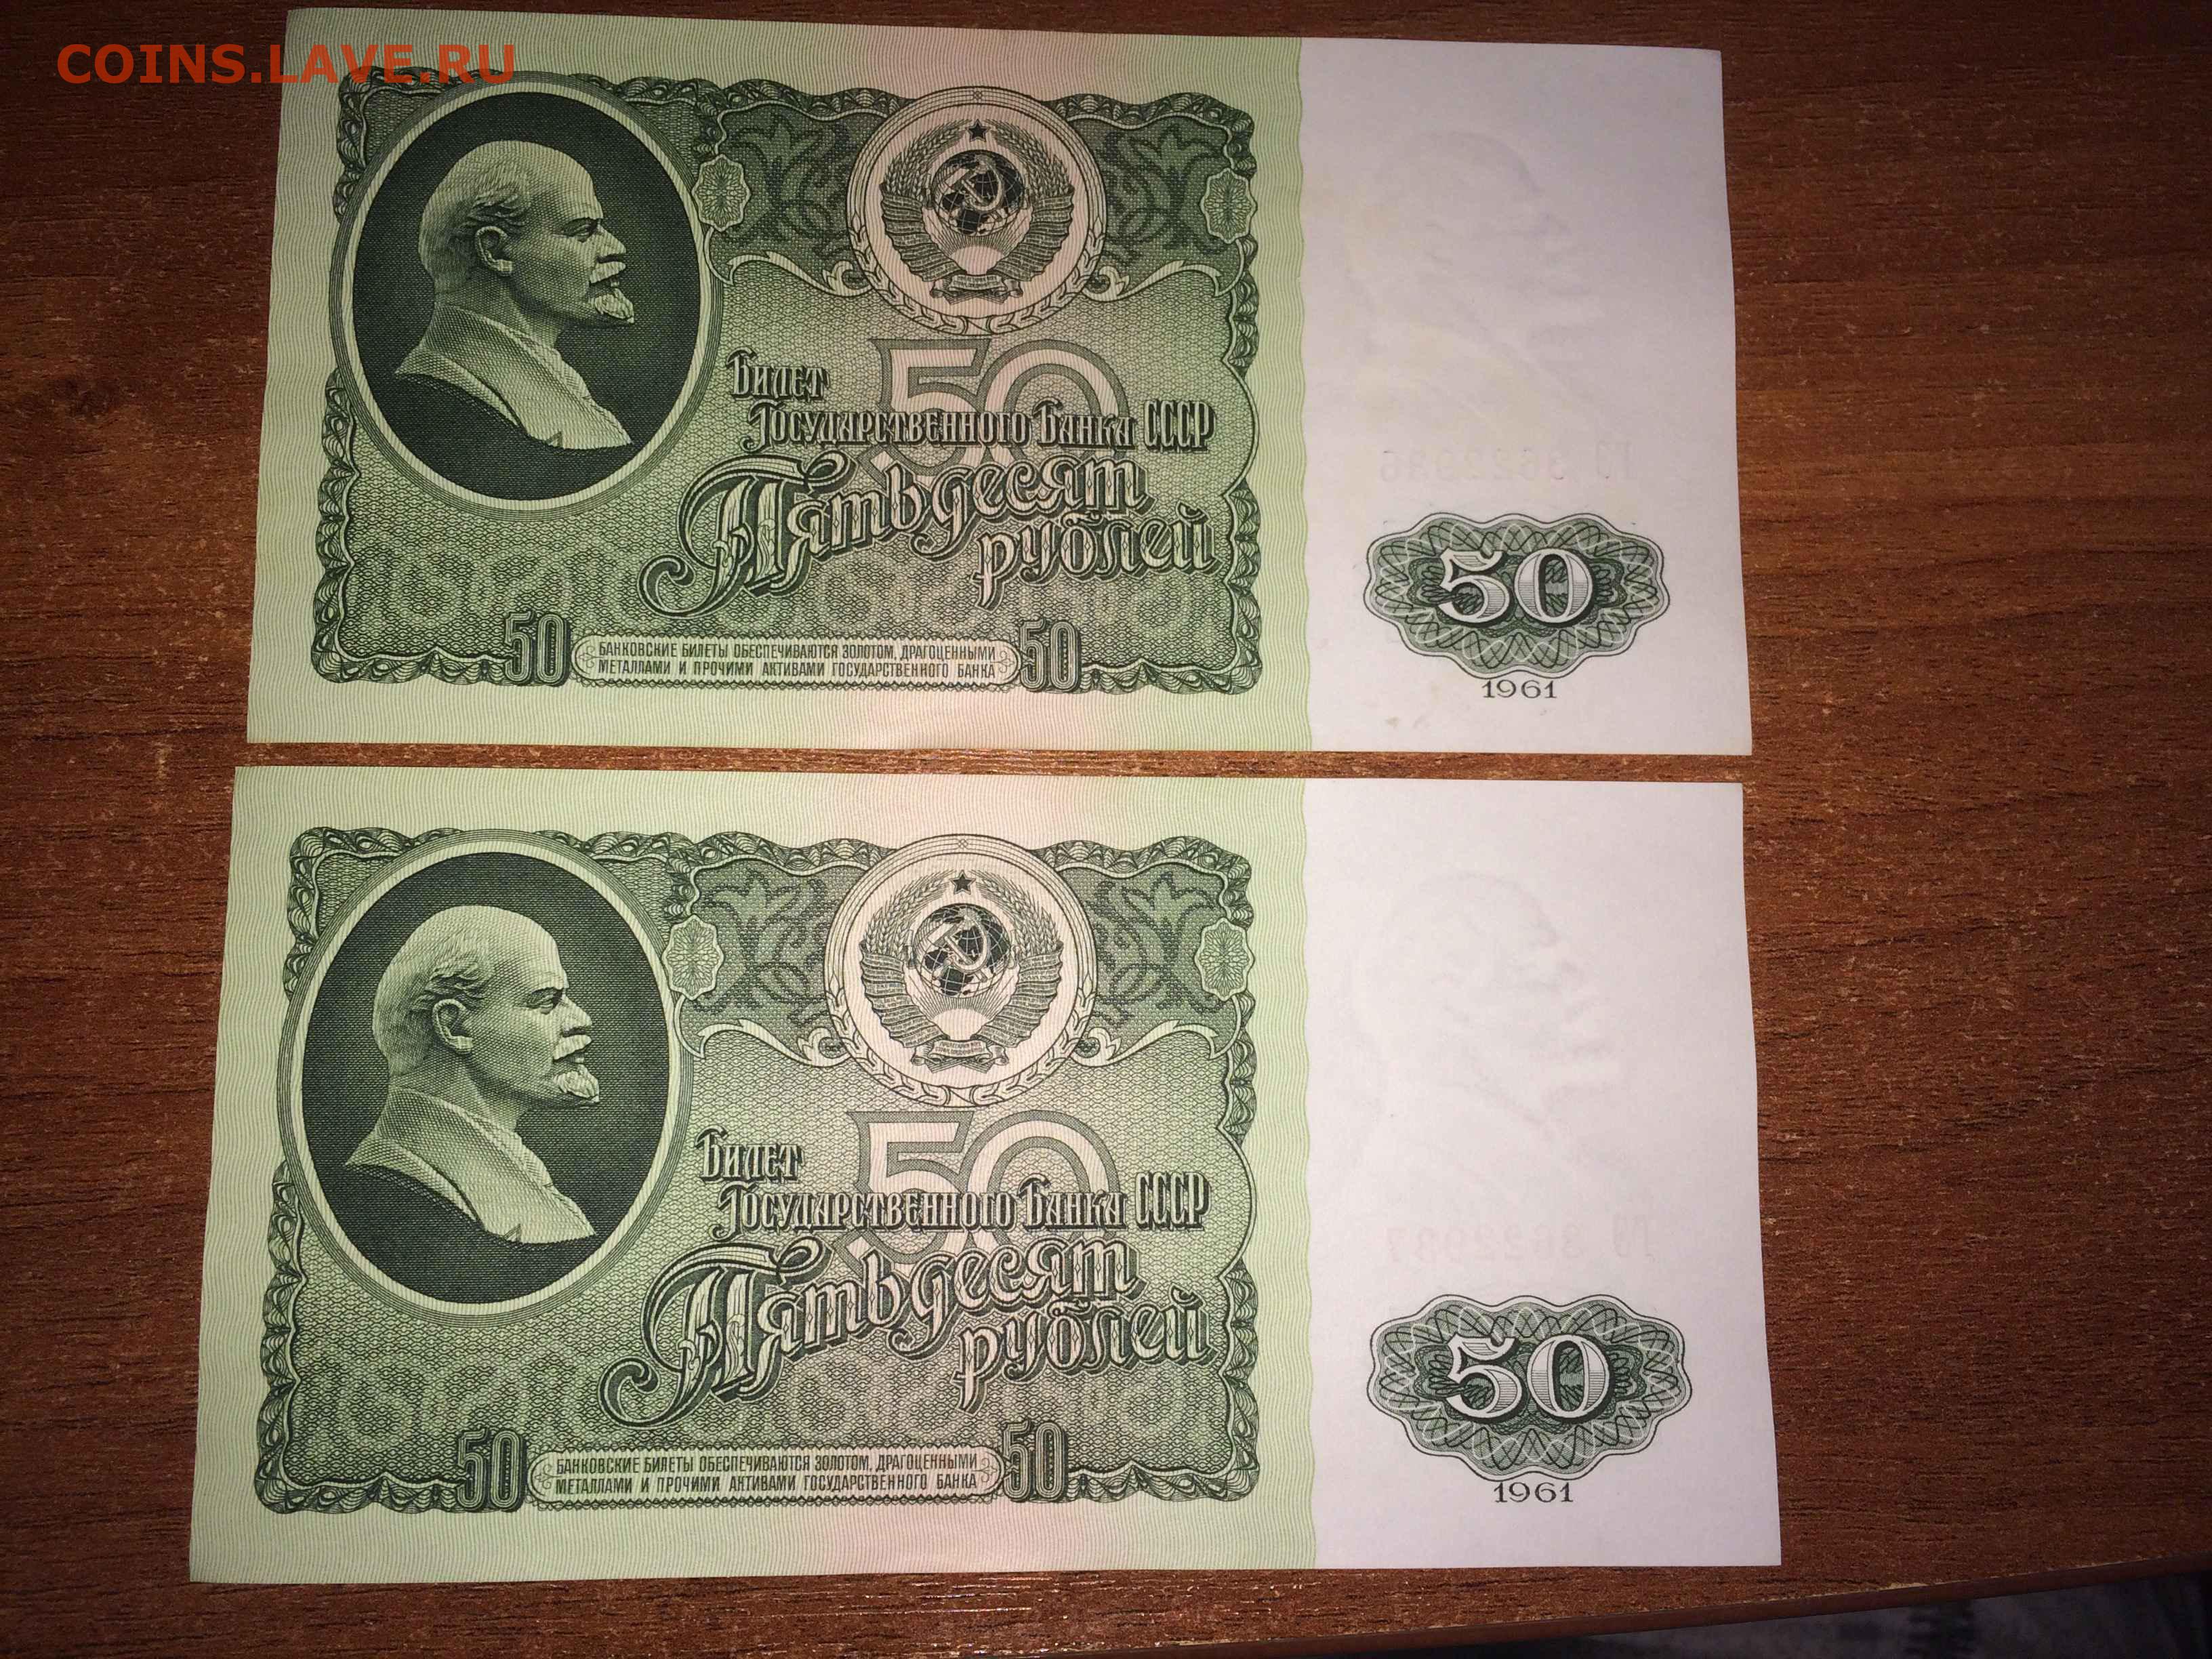 COINS.LAVE.RU
Билет
Государственного Банка СССР
50
Пятьдесят
рублей
50
БАНКОВСКИЕ БИЛЕТЫ ОБЕСПЕЧИВАЮТСЯ ЗОЛОТОМ, ДРАГОЦЕННЫМИ
МЕТАЛЛАМИ И ПРОЧИМИ АКТИВАМИ ГОСУДАРСТВЕННОГО БАНКА
50
50
1961
Билет
Государственного Банка СССР
50
Пятьдесят
рублей
50
БАНКОВСКИЕ БИЛЕТЫ ОБЕСПЕЧИВАЮТСЯ ЗОЛОТОМ, ДРАГОЦЕННЫМИ
МЕТАЛЛАМИ И ПРОЧИМИ АКТИВАМИ ГОСУДАРСТВЕННОГО БАНКА
50
50
1961